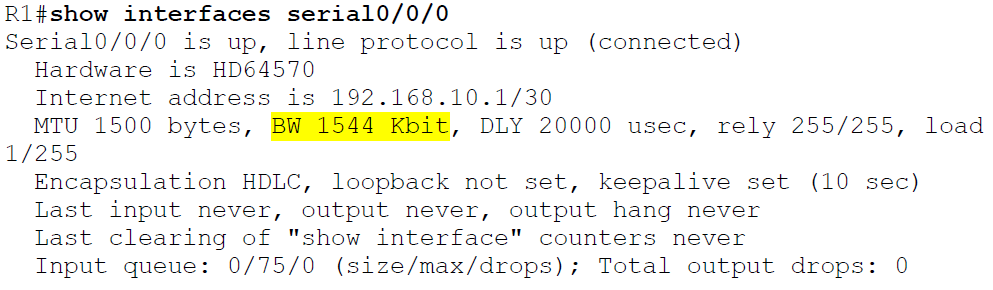 R1#show interfaces serial0/0/0
Serial0/0/0 is up, line protocol is up (connected)
  Hardware is HD64570
  Internet address is 192.168.10.1/30
  MTU 1500 bytes, BW 1544 Kbit, DLY 20000 usec, rely 255/255, load
1/255
  Encapsulation HDLC, loopback not set, keepalive set (10 sec)
  Last input never, output never, output hang never
  Last clearing of "show interface" counters never
  Input queue: 0/75/0 (size/max/drops); Total output drops: 0